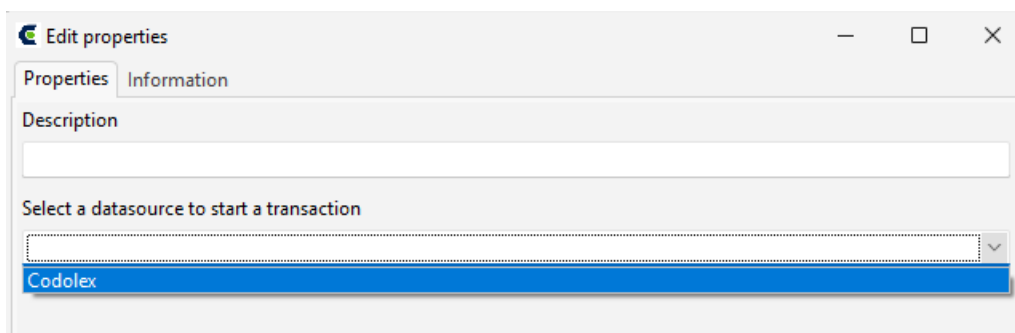 Edit properties
Properties Information
Description
Select a datasource to start a transaction
Codolex